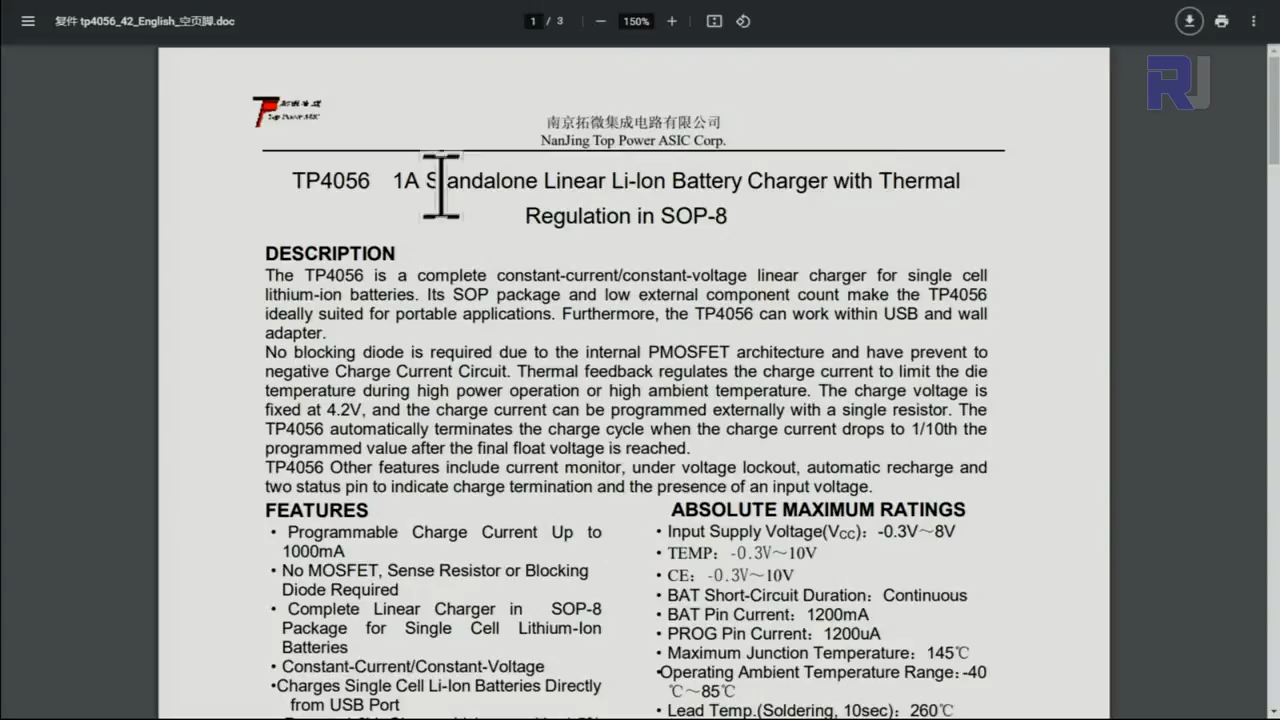 复件 tp4056_42_English_空页脚.doc
1 / 3
150%
RJ
Top Power ASIC
南京拓微集成电路有限公司
NanJing Top Power ASIC Corp.
TP4056 1A Standalone Linear Li-lon Battery Charger with Thermal
Regulation in SOP-8
DESCRIPTION
The TP4056 is a complete constant-current/constant-voltage linear charger for single cell
lithium-ion batteries. Its SOP package and low external component count make the TP4056
ideally suited for portable applications. Furthermore, the TP4056 can work within USB and wall
adapter.
No blocking diode is required due to the internal PMOSFET architecture and have prevent to
negative Charge Current Circuit. Thermal feedback regulates the charge current to limit the die
temperature during high power operation or high ambient temperature. The charge voltage is
fixed at 4.2V, and the charge current can be programmed externally with a single resistor. The
TP4056 automatically terminates the charge cycle when the charge current drops to 1/10th the
programmed value after the final float voltage is reached.
TP4056 Other features include current monitor, under voltage lockout, automatic recharge and
two status pin to indicate charge termination and the presence of an input voltage.
FEATURES
· Programmable Charge Current Up to
1000mA
· No MOSFET, Sense Resistor or Blocking
Diode Required
· Complete Linear Charger in SOP-8
Package for Single Cell Lithium-Ion
Batteries
· Constant-Current/Constant-Voltage
·Charges Single Cell Li-Ion Batteries Directly
from USB Port
ABSOLUTE MAXIMUM RATINGS
· Input Supply Voltage(VCC)：-0.3V～8V
· TEMP：-0.3V～10V
· CE：-0.3V～10V
· BAT Short-Circuit Duration：Continuous
· BAT Pin Current：1200mA
· PROG Pin Current：1200uA
· Maximum Junction Temperature：145℃
·Operating Ambient Temperature Range：-40
℃～85℃
· Lead Temp.(Soldering, 10sec)：260℃